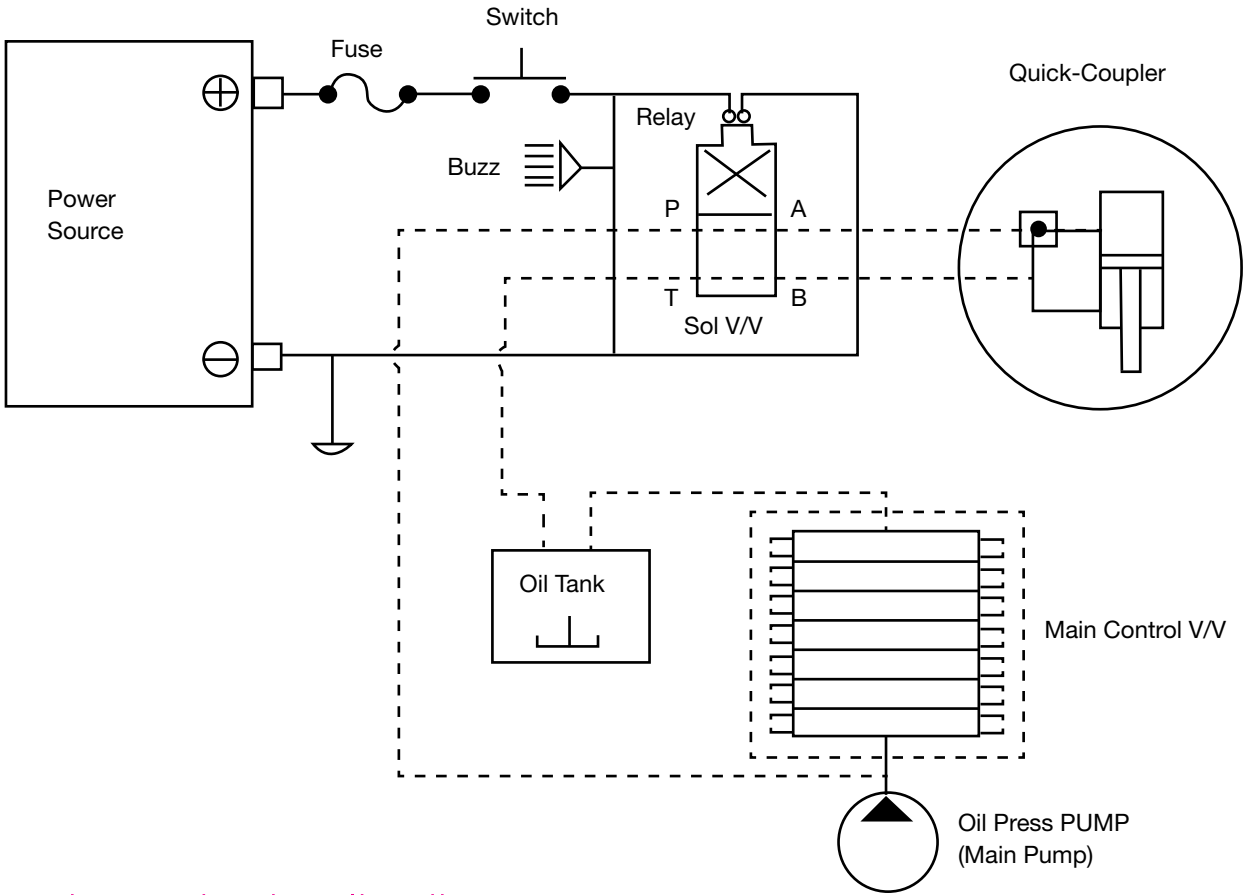 Switch
Fuse
Quick-Coupler
Relay
Buzz
Power
Source
P
A
T
B
Sol V/V
Oil Tank
Main Control V/V
Oil Press PUMP
(Main Pump)